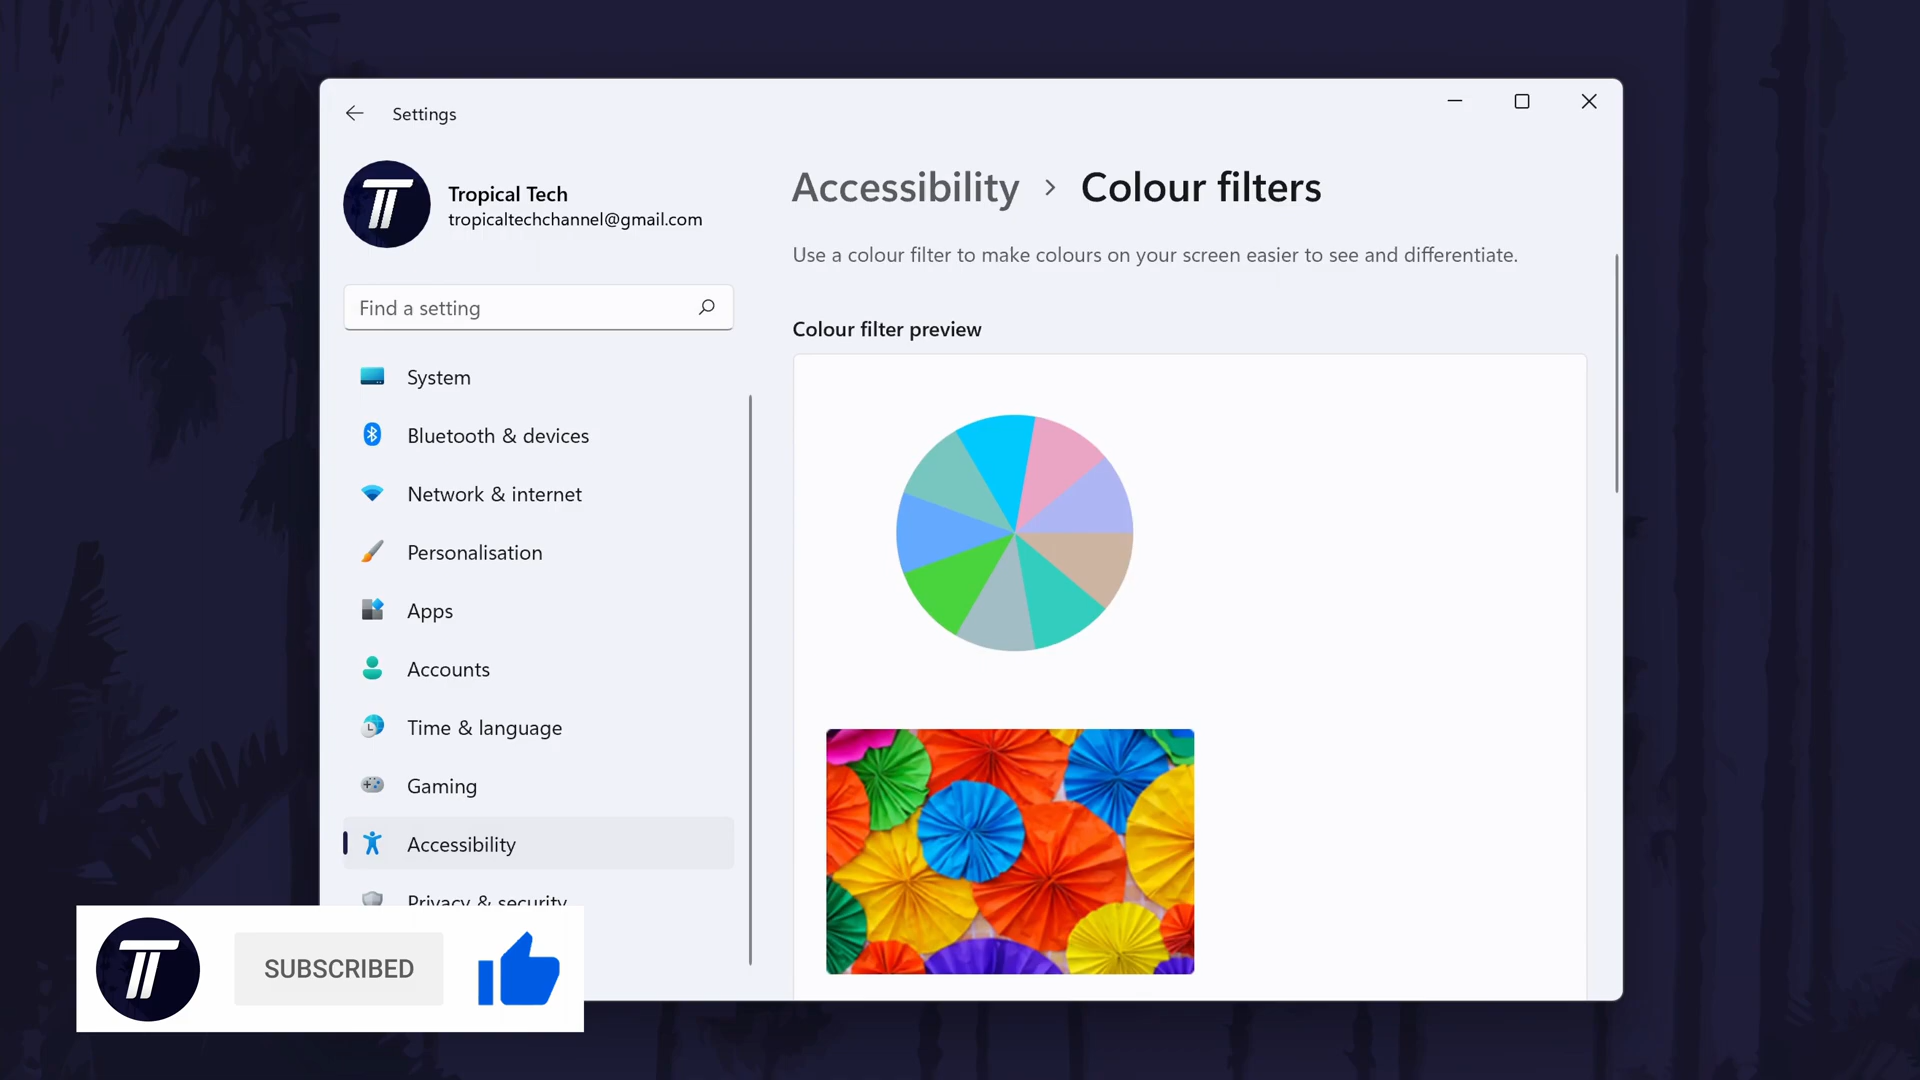 Settings
Tropical Tech
tropicaltechchannel@gmail.com
Find a setting
System
Bluetooth & devices
Network & internet
Personalisation
Apps
Accounts
Time & language
Gaming
Accessibility
Privacy & security
Accessibility > Colour filters
Use a colour filter to make colours on your screen easier to see and differentiate.
Colour filter preview
SUBSCRIBED